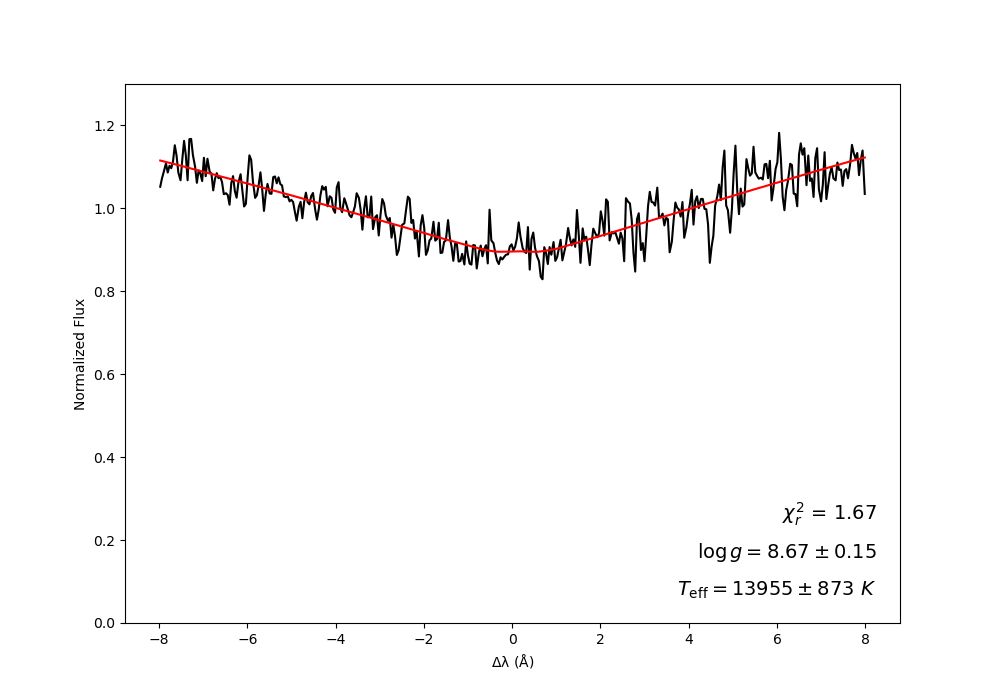 1.2
1.0
0.8
0.6
0.4
0.2
0.0
Normalized Flux
χ²ᵣ = 1.67
log g = 8.67 ± 0.15
T_eff = 13955 ± 873 K
−8 −6 −4 −2 0 2 4 6 8
Δλ (Å)